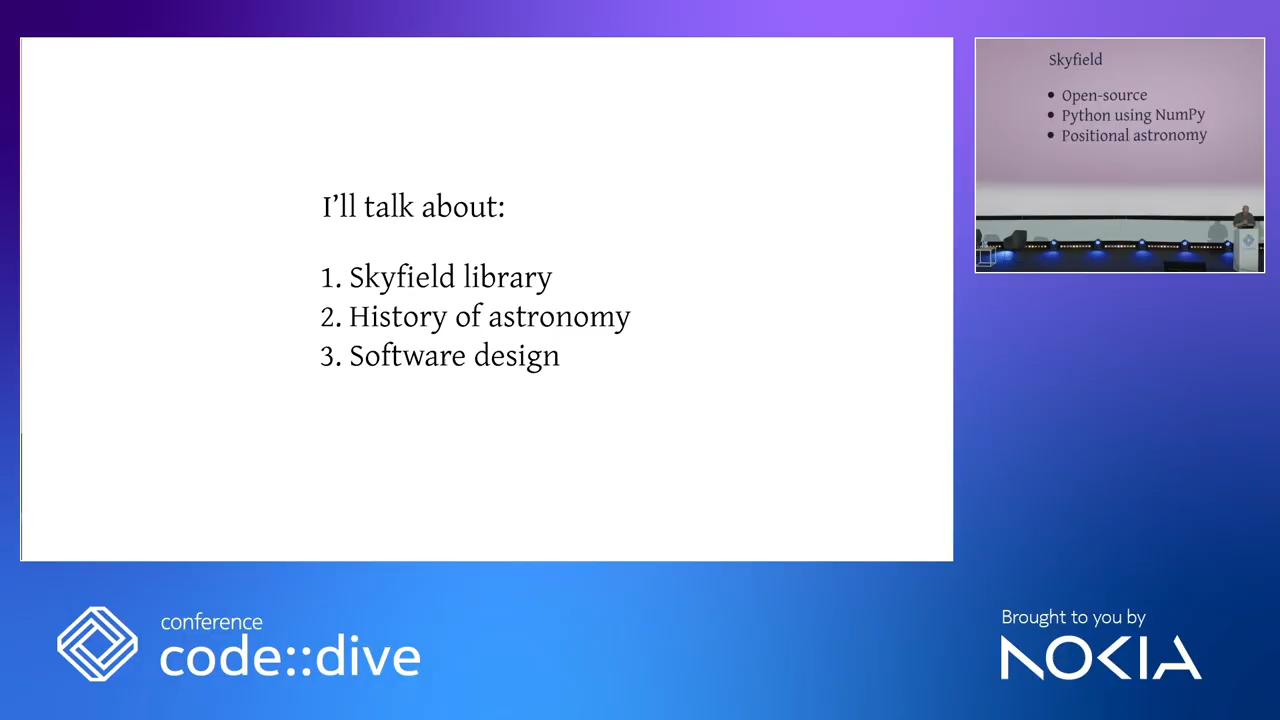 I'll talk about:
1. Skyfield library
2. History of astronomy
3. Software design
Skyfield
• Open-source
• Python using NumPy
• Positional astronomy
conference
code::dive
Brought to you by
NOKIA